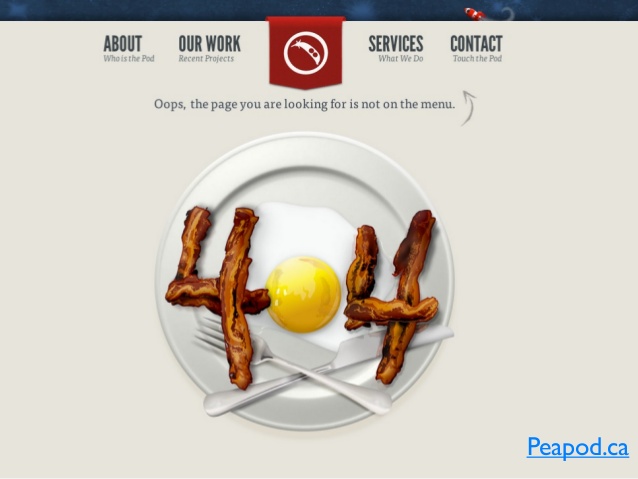 ABOUT OUR WORK SERVICES CONTACT
Who is the Pod Recent Projects What We Do Touch the Pod
Oops, the page you are looking for is not on the menu.
404
Peapod.ca